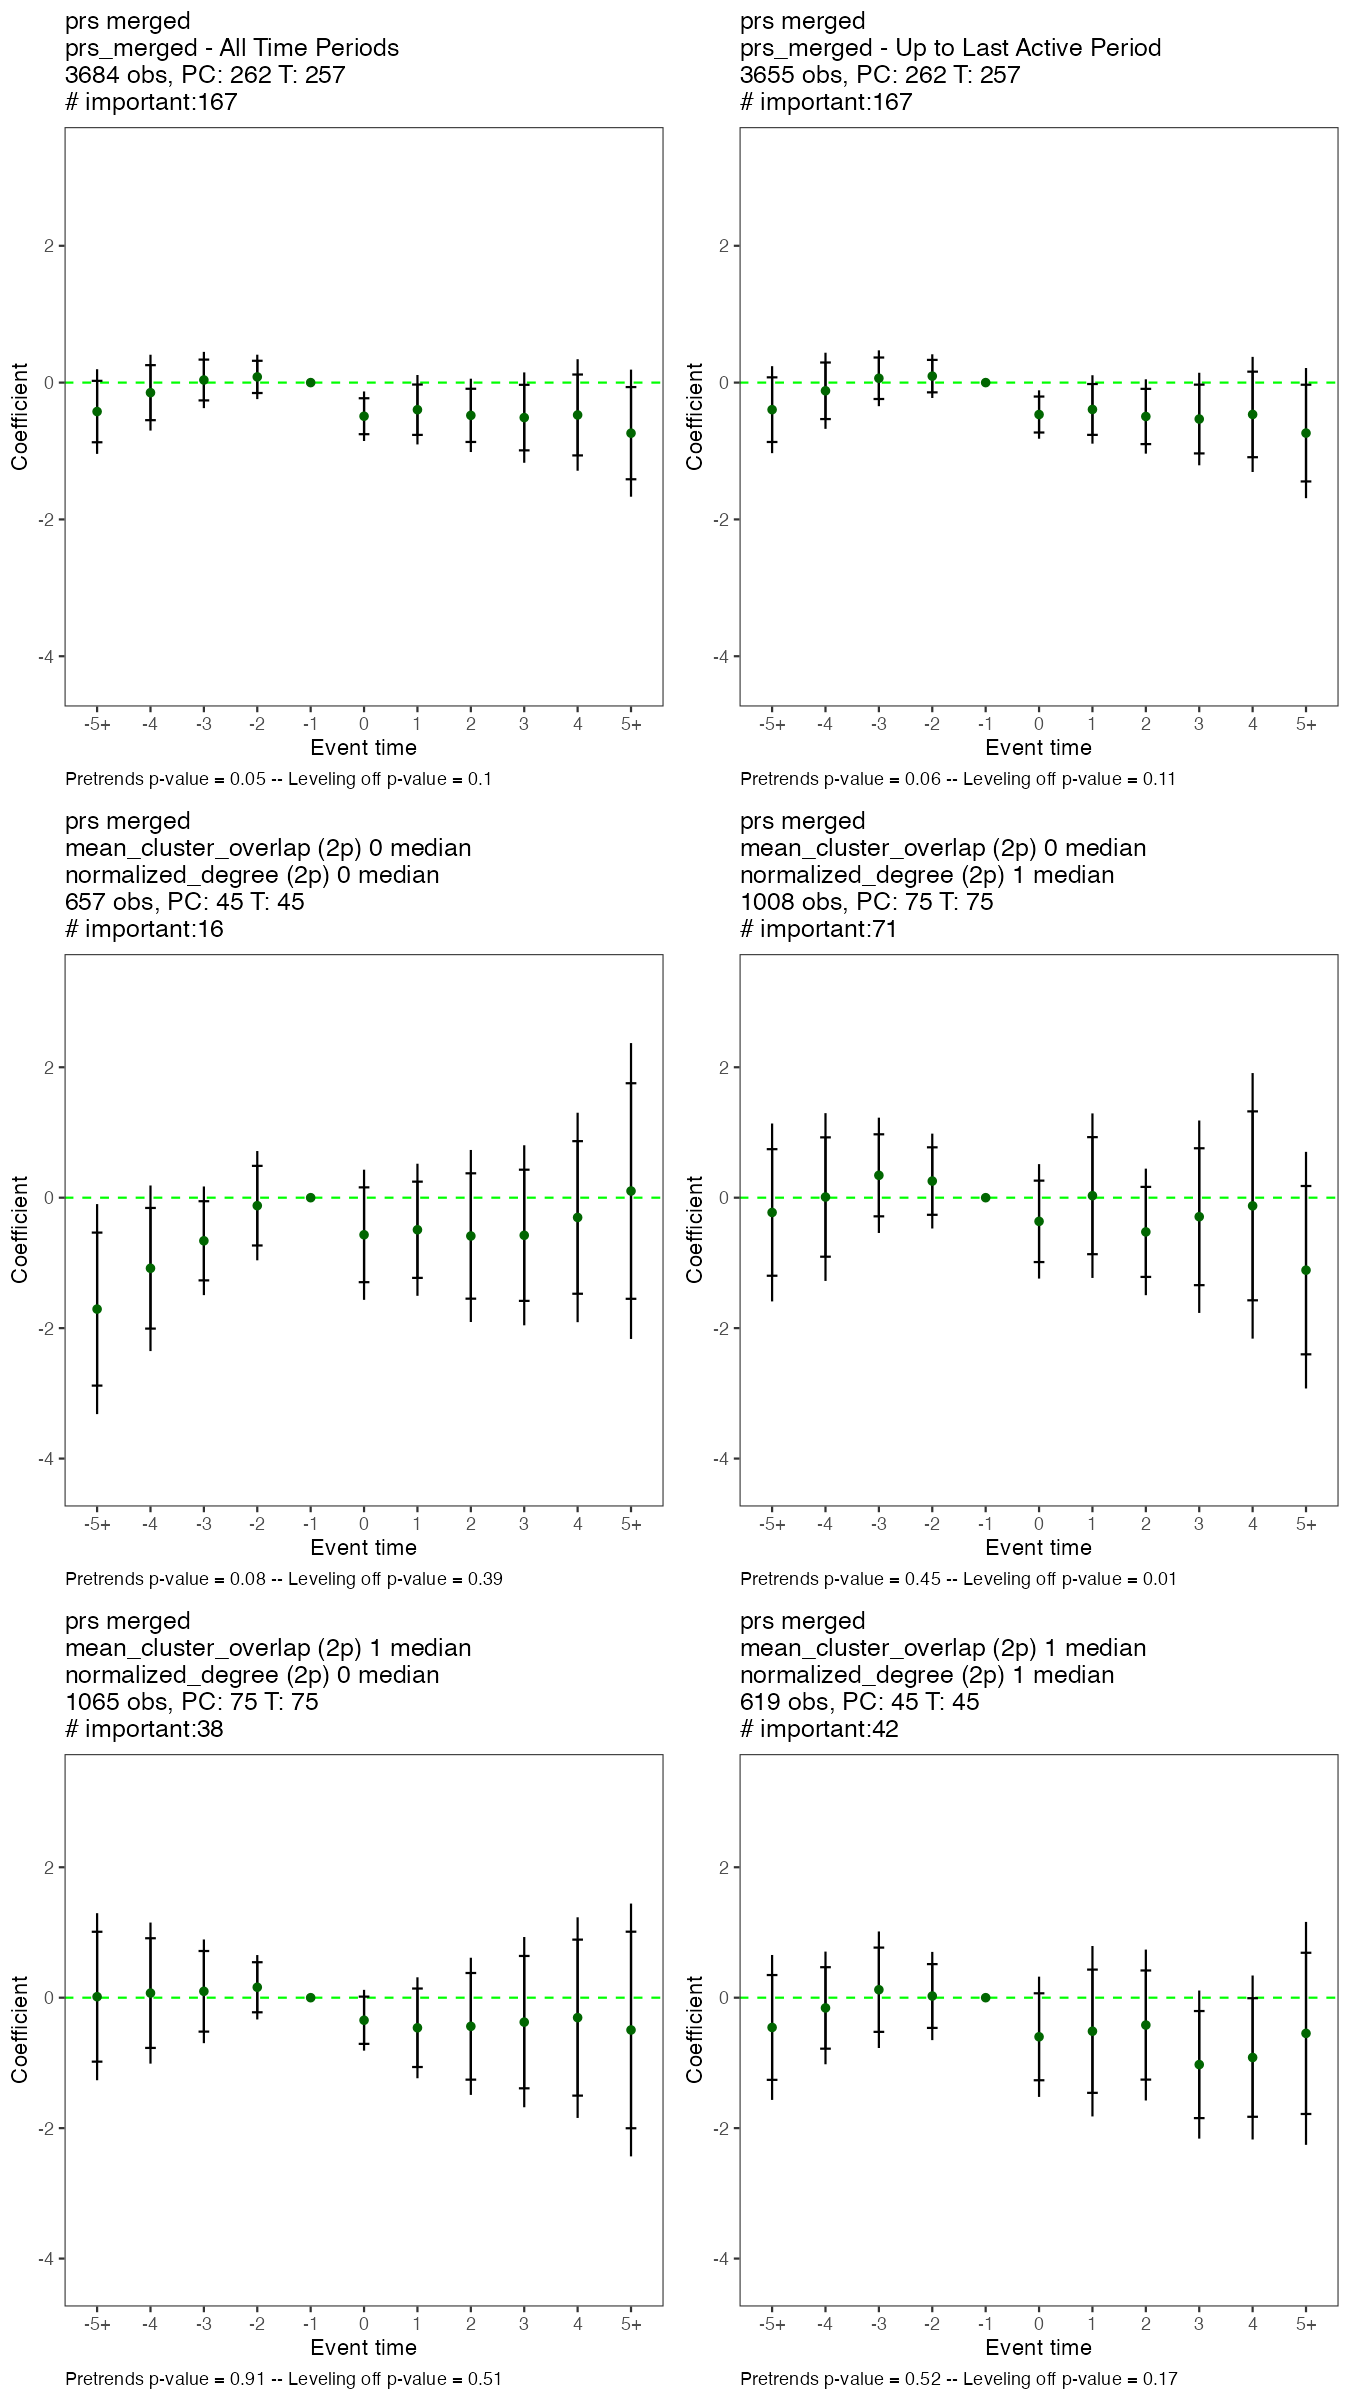 prs merged
prs_merged - All Time Periods
3684 obs, PC: 262 T: 257
# important:167
Coefficient
2
0
-2
-4
-5+ -4 -3 -2 -1 0 1 2 3 4 5+
Event time
Pretrends p-value = 0.05 -- Leveling off p-value = 0.1
prs merged
prs_merged - Up to Last Active Period
3655 obs, PC: 262 T: 257
# important:167
Coefficient
2
0
-2
-4
-5+ -4 -3 -2 -1 0 1 2 3 4 5+
Event time
Pretrends p-value = 0.06 -- Leveling off p-value = 0.11
prs merged
mean_cluster_overlap (2p) 0 median
normalized_degree (2p) 0 median
657 obs, PC: 45 T: 45
# important:16
Coefficient
2
0
-2
-4
-5+ -4 -3 -2 -1 0 1 2 3 4 5+
Event time
Pretrends p-value = 0.08 -- Leveling off p-value = 0.39
prs merged
mean_cluster_overlap (2p) 0 median
normalized_degree (2p) 1 median
1008 obs, PC: 75 T: 75
# important:71
Coefficient
2
0
-2
-4
-5+ -4 -3 -2 -1 0 1 2 3 4 5+
Event time
Pretrends p-value = 0.45 -- Leveling off p-value = 0.01
prs merged
mean_cluster_overlap (2p) 1 median
normalized_degree (2p) 0 median
1065 obs, PC: 75 T: 75
# important:38
Coefficient
2
0
-2
-4
-5+ -4 -3 -2 -1 0 1 2 3 4 5+
Event time
Pretrends p-value = 0.91 -- Leveling off p-value = 0.51
prs merged
mean_cluster_overlap (2p) 1 median
normalized_degree (2p) 1 median
619 obs, PC: 45 T: 45
# important:42
Coefficient
2
0
-2
-4
-5+ -4 -3 -2 -1 0 1 2 3 4 5+
Event time
Pretrends p-value = 0.52 -- Leveling off p-value = 0.17